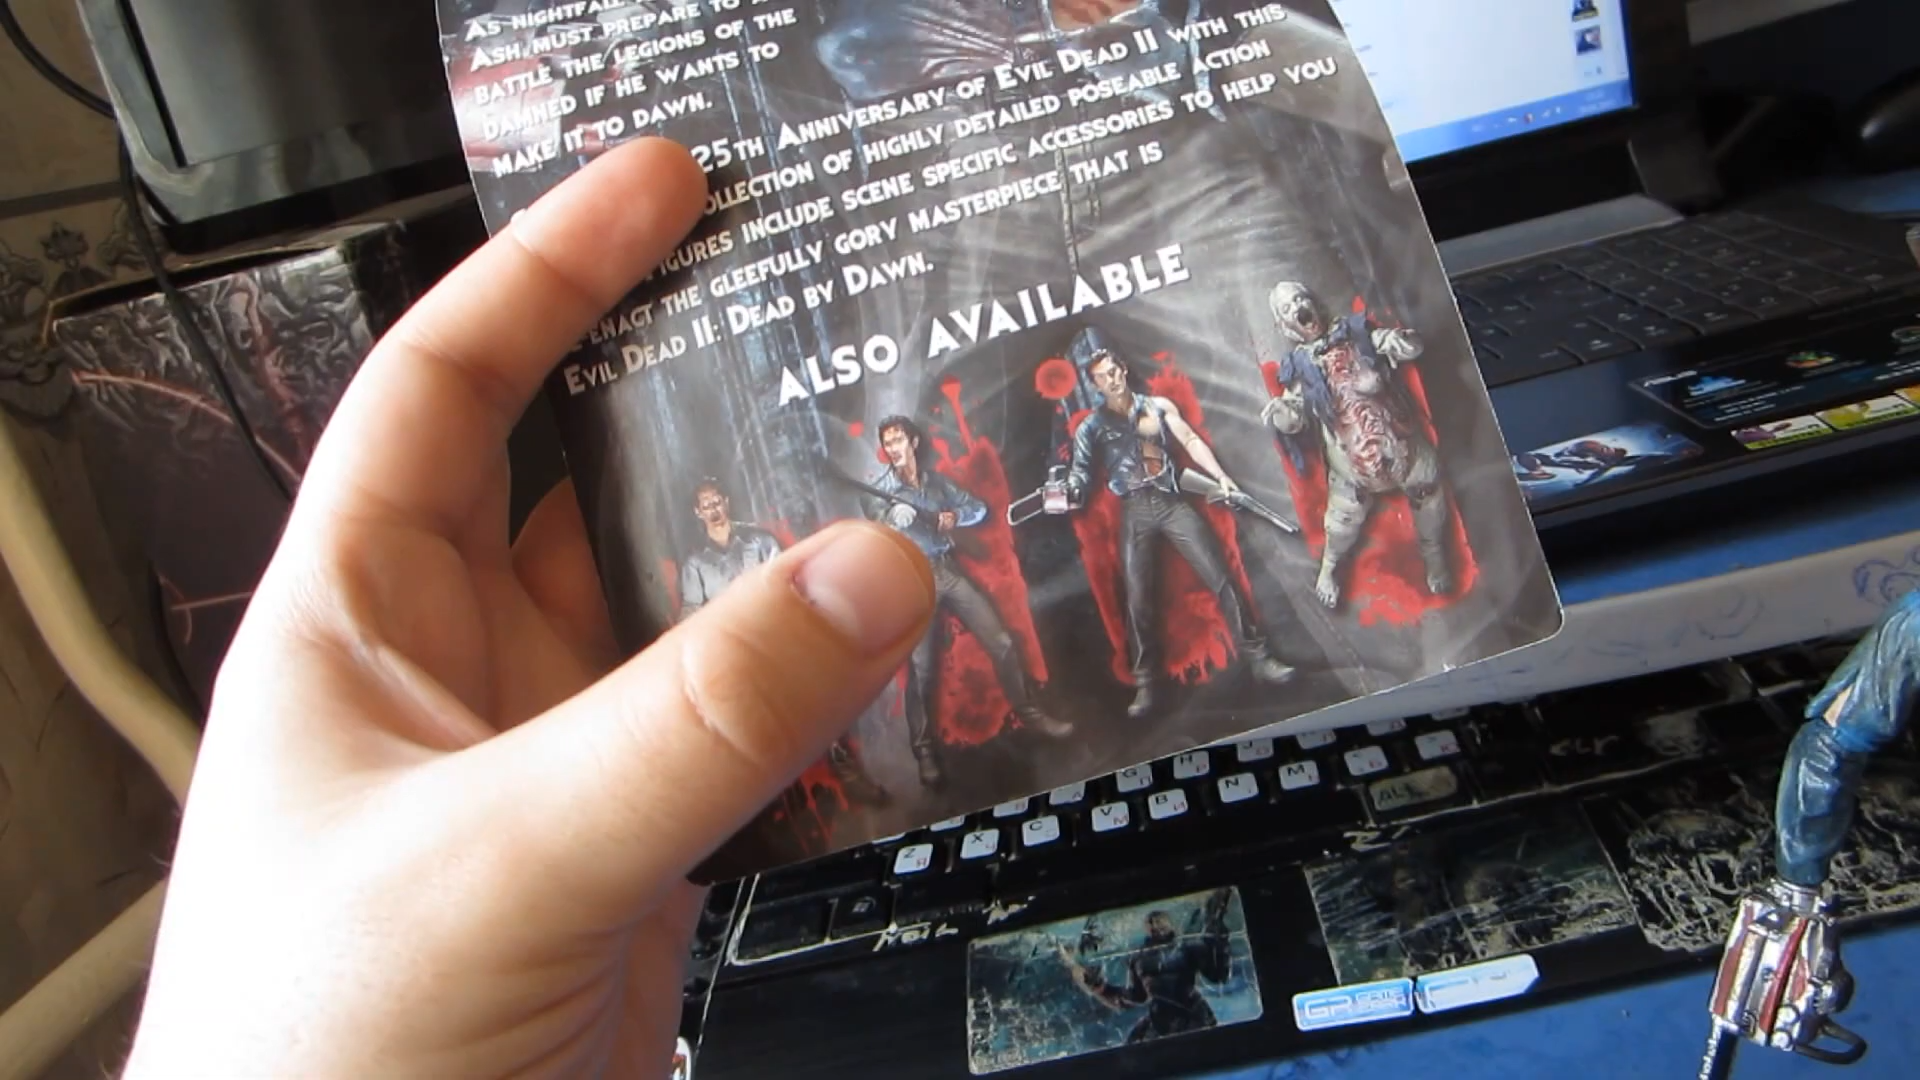 AS NIGHTFALL
ASH MUST PREPARE TO
BATTLE THE LEGIONS OF THE
DAMNED IF HE WANTS TO
MAKE IT TO DAWN.
25TH ANNIVERSARY OF EVIL DEAD II WITH THIS
OLLECTION OF HIGHLY DETAILED POSEABLE ACTION
FIGURES INCLUDE SCENE SPECIFIC ACCESSORIES TO HELP YOU
E-ENACT THE GLEEFULLY GORY MASTERPIECE THAT IS
EVIL DEAD II: DEAD BY DAWN.
ALSO AVAILABLE
G П H Р
Z Я X Ч C С V М B И N M
ALT